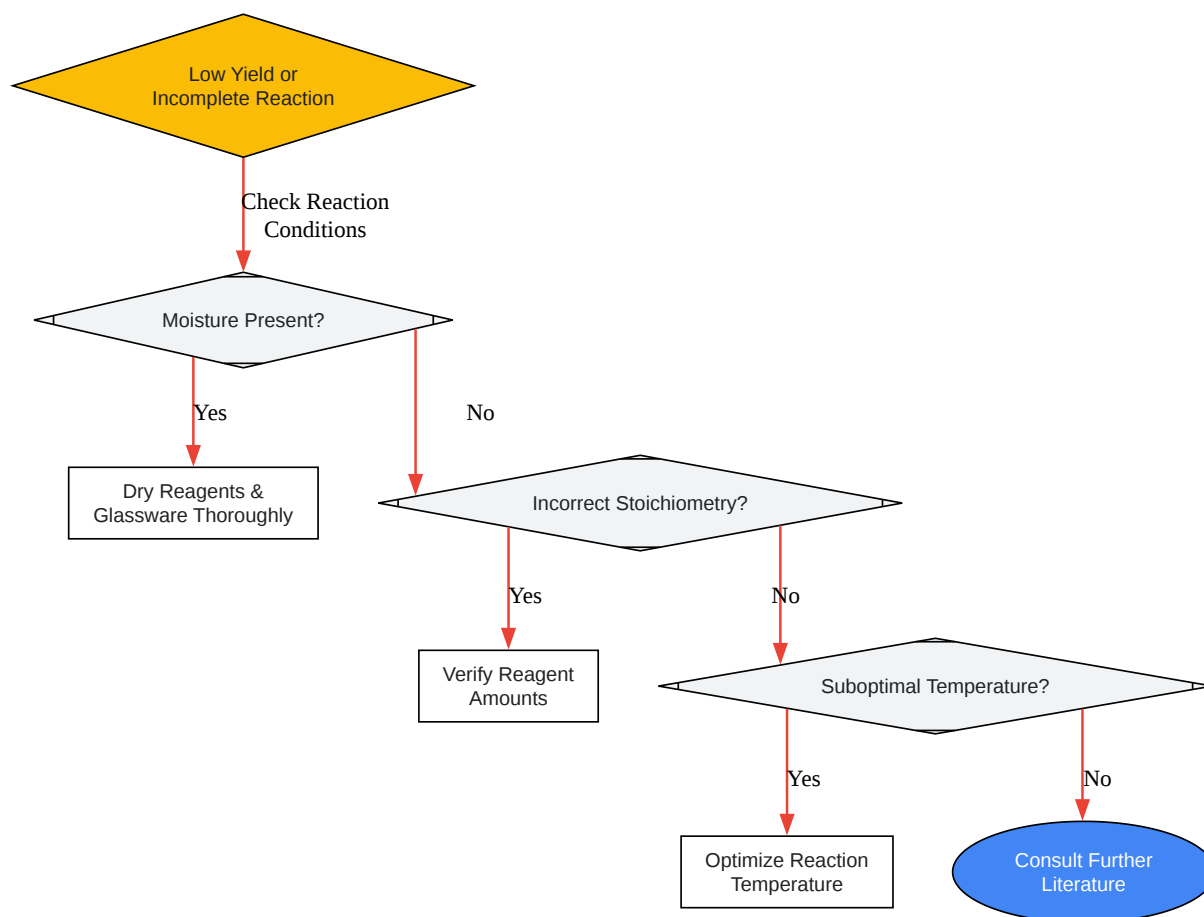 Low Yield or
Incomplete Reaction
Check Reaction
Conditions
Moisture Present?
Yes
No
Dry Reagents &
Glassware Thoroughly
Incorrect Stoichiometry?
Yes
No
Verify Reagent
Amounts
Suboptimal Temperature?
Yes
No
Optimize Reaction
Temperature
Consult Further
Literature